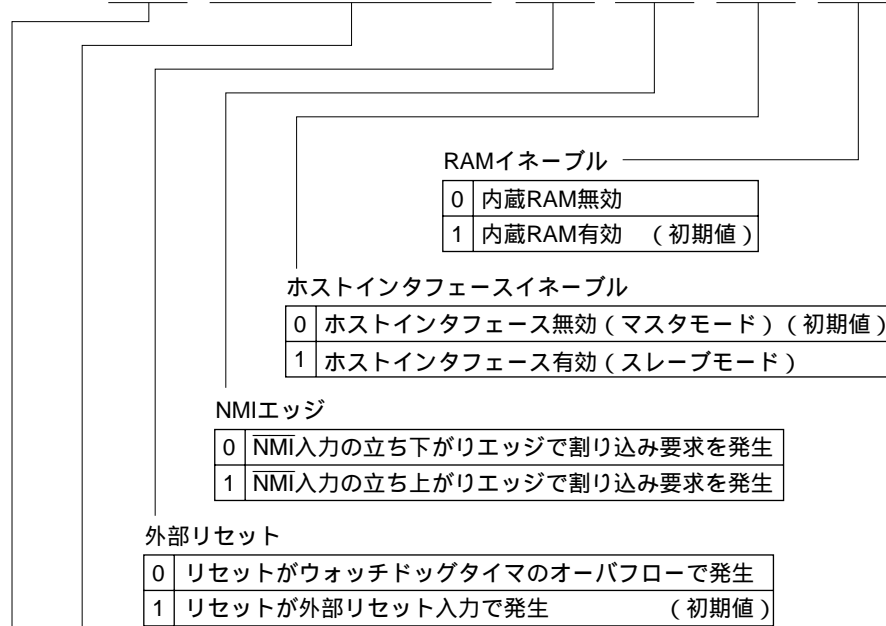 RAMイネーブル
0 内蔵RAM無効
1 内蔵RAM有効 （初期値）
ホストインタフェースイネーブル
0 ホストインタフェース無効（マスタモード）（初期値）
1 ホストインタフェース有効（スレーブモード）
NMIエッジ
0 N̅M̅I̅入力の立ち下がりエッジで割り込み要求を発生
1 N̅M̅I̅入力の立ち上がりエッジで割り込み要求を発生
外部リセット
0 リセットがウォッチドッグタイマのオーバフローで発生
1 リセットが外部リセット入力で発生 （初期値）